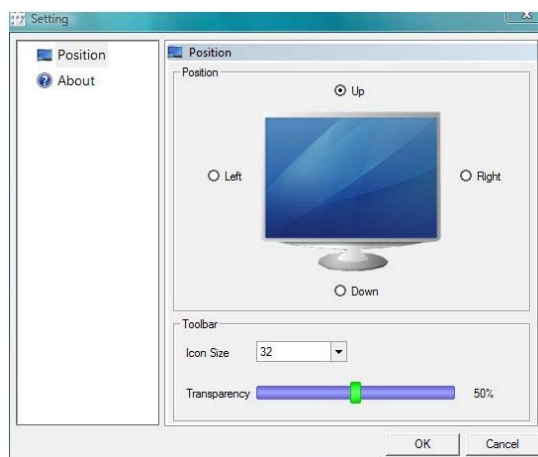 Setting
Position
About
Position
Position
Up
Left
Right
Down
Toolbar
Icon Size
32
Transparency
50%
OK
Cancel